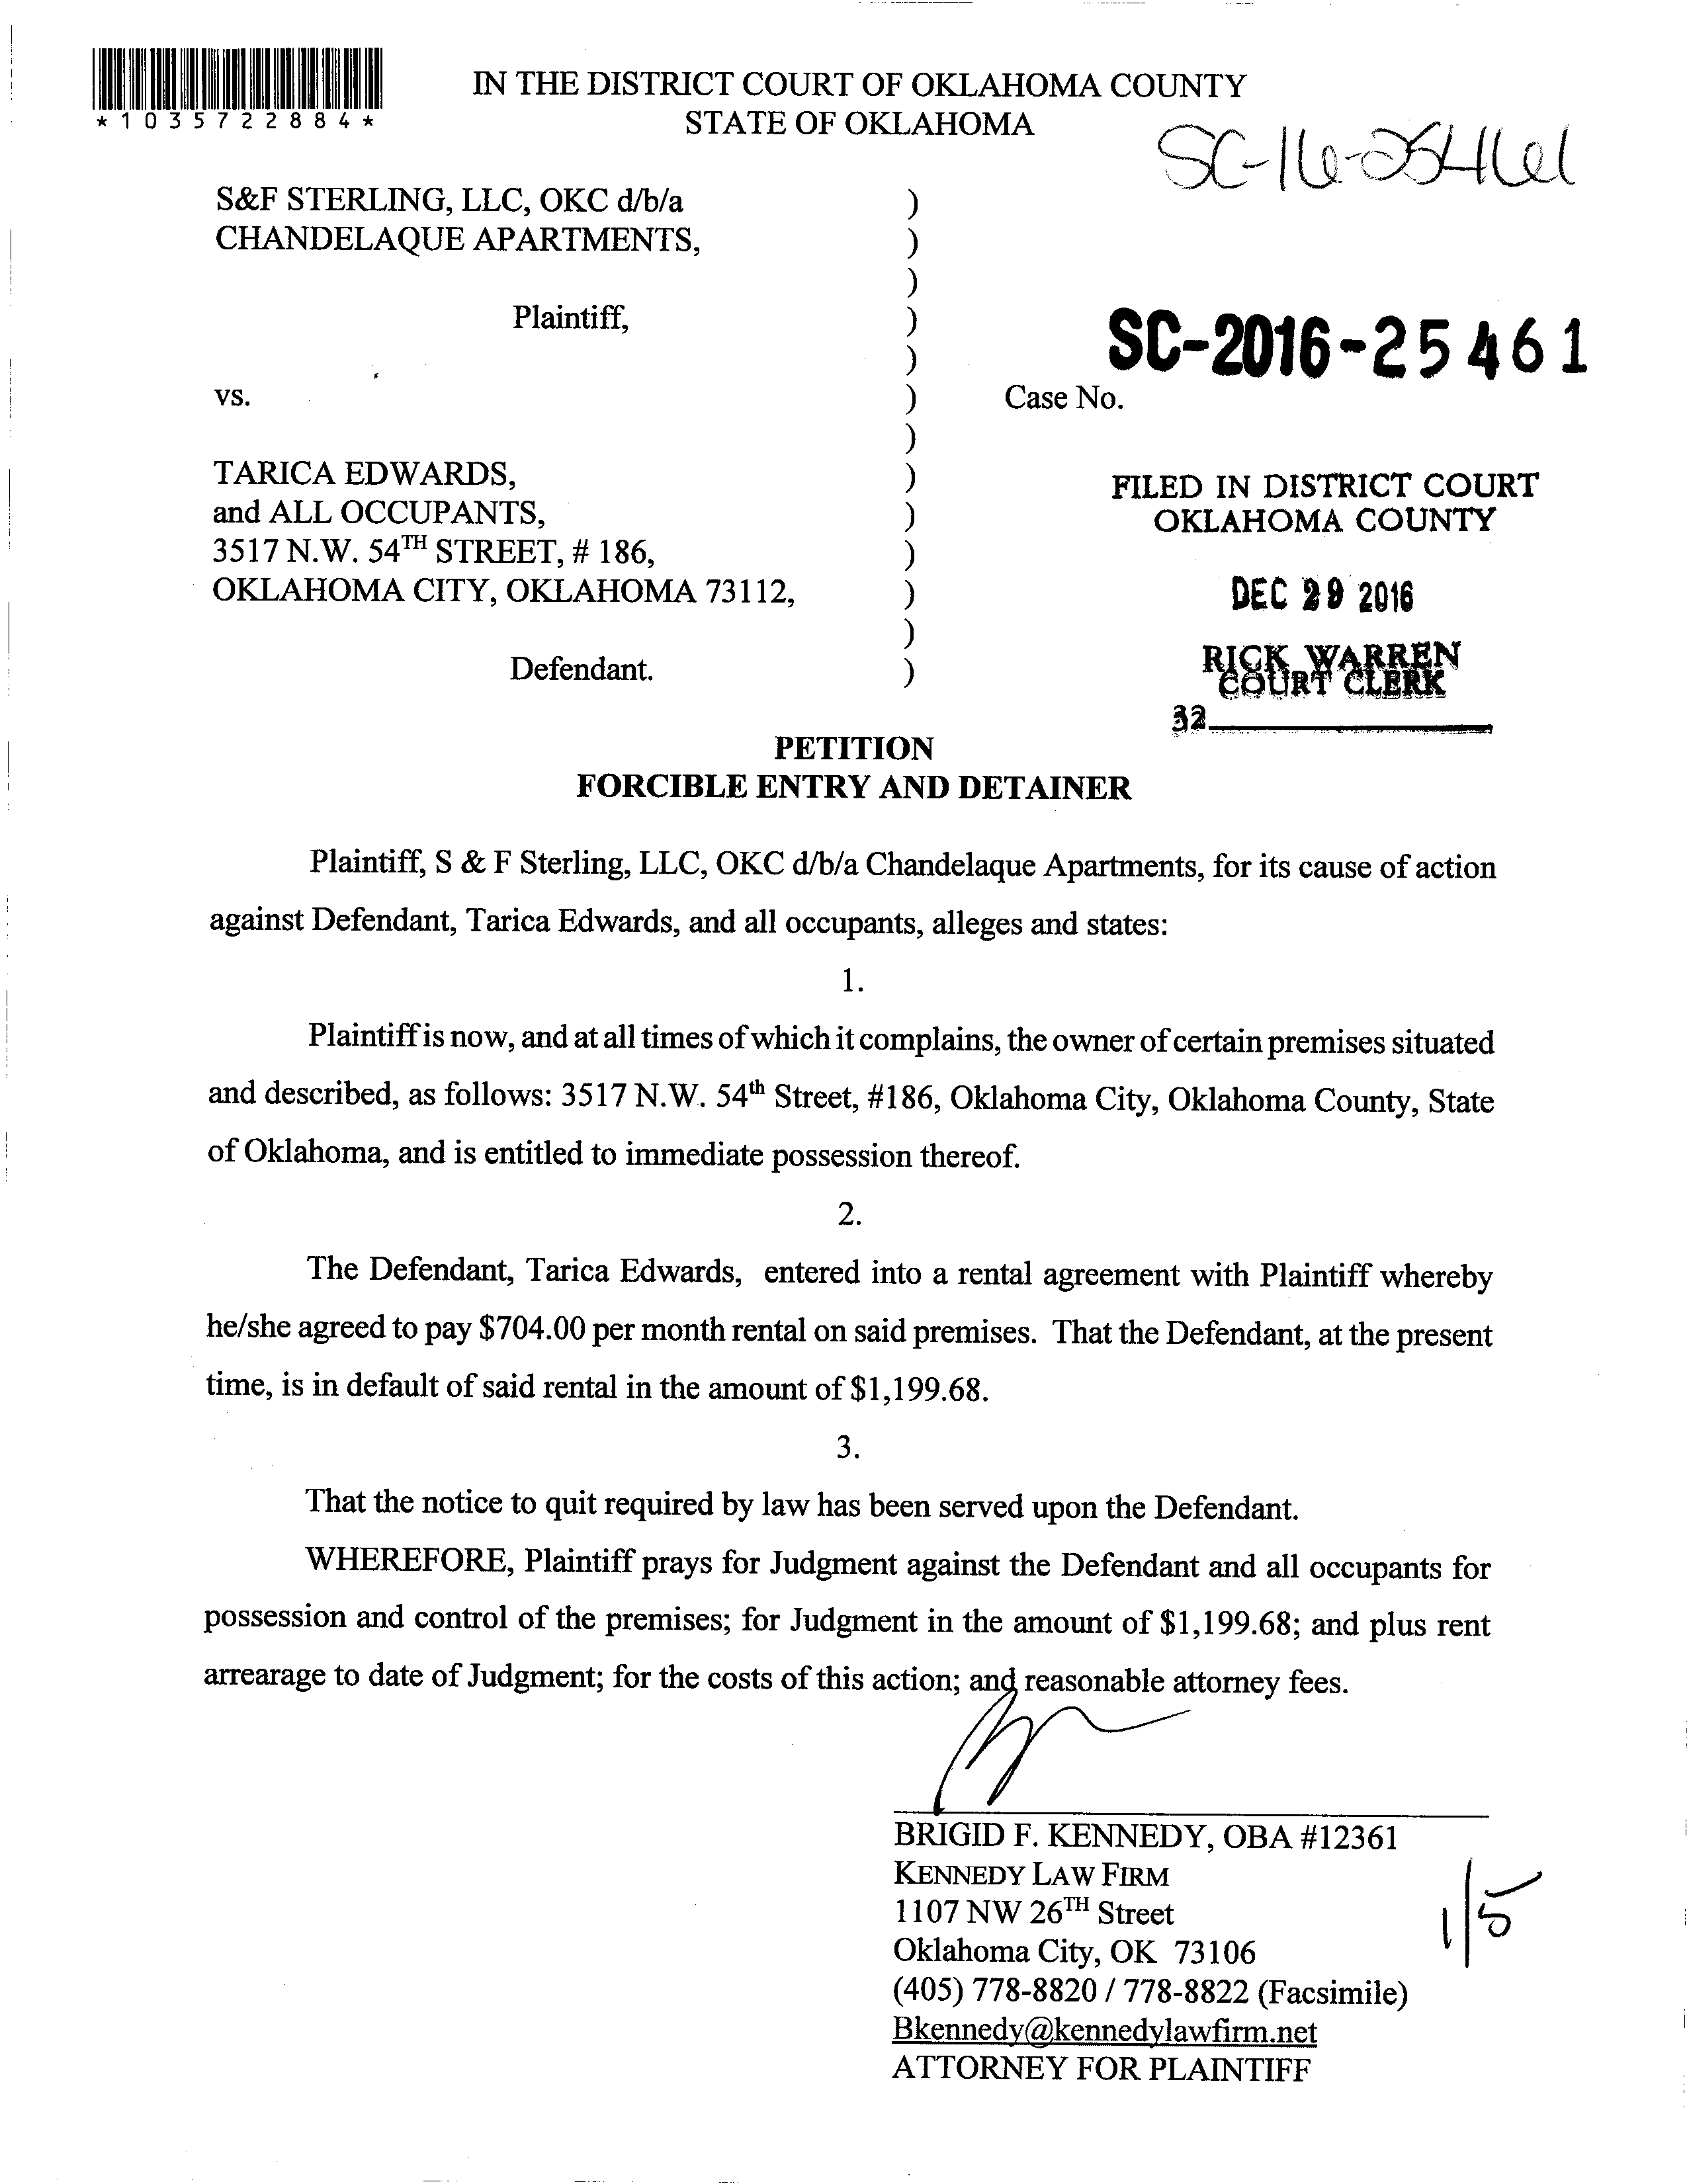 *1035722884*
IN THE DISTRICT COURT OF OKLAHOMA COUNTY
STATE OF OKLAHOMA
SC-16-25461
S&F STERLING, LLC, OKC d/b/a )
CHANDELAQUE APARTMENTS, )
)
Plaintiff, )
SC-2016-25461
)
vs. ) Case No.
)
TARICA EDWARDS, )
and ALL OCCUPANTS, )
3517 N.W. 54TH STREET, # 186, )
OKLAHOMA CITY, OKLAHOMA 73112, )
)
Defendant. )
FILED IN DISTRICT COURT
OKLAHOMA COUNTY
DEC 29 2016
RICK WARREN
COURT CLERK
32
PETITION
FORCIBLE ENTRY AND DETAINER
Plaintiff, S & F Sterling, LLC, OKC d/b/a Chandelaque Apartments, for its cause of action
against Defendant, Tarica Edwards, and all occupants, alleges and states:
1.
Plaintiff is now, and at all times of which it complains, the owner of certain premises situated
and described, as follows: 3517 N.W. 54th Street, #186, Oklahoma City, Oklahoma County, State
of Oklahoma, and is entitled to immediate possession thereof.
2.
The Defendant, Tarica Edwards, entered into a rental agreement with Plaintiff whereby
he/she agreed to pay $704.00 per month rental on said premises. That the Defendant, at the present
time, is in default of said rental in the amount of $1,199.68.
3.
That the notice to quit required by law has been served upon the Defendant.
WHEREFORE, Plaintiff prays for Judgment against the Defendant and all occupants for
possession and control of the premises; for Judgment in the amount of $1,199.68; and plus rent
arrearage to date of Judgment; for the costs of this action; and reasonable attorney fees.
BRIGID F. KENNEDY, OBA #12361
KENNEDY LAW FIRM
1107 NW 26TH Street
Oklahoma City, OK 73106
(405) 778-8820 / 778-8822 (Facsimile)
Bkennedy@kennedylawfirm.net
ATTORNEY FOR PLAINTIFF
1/5